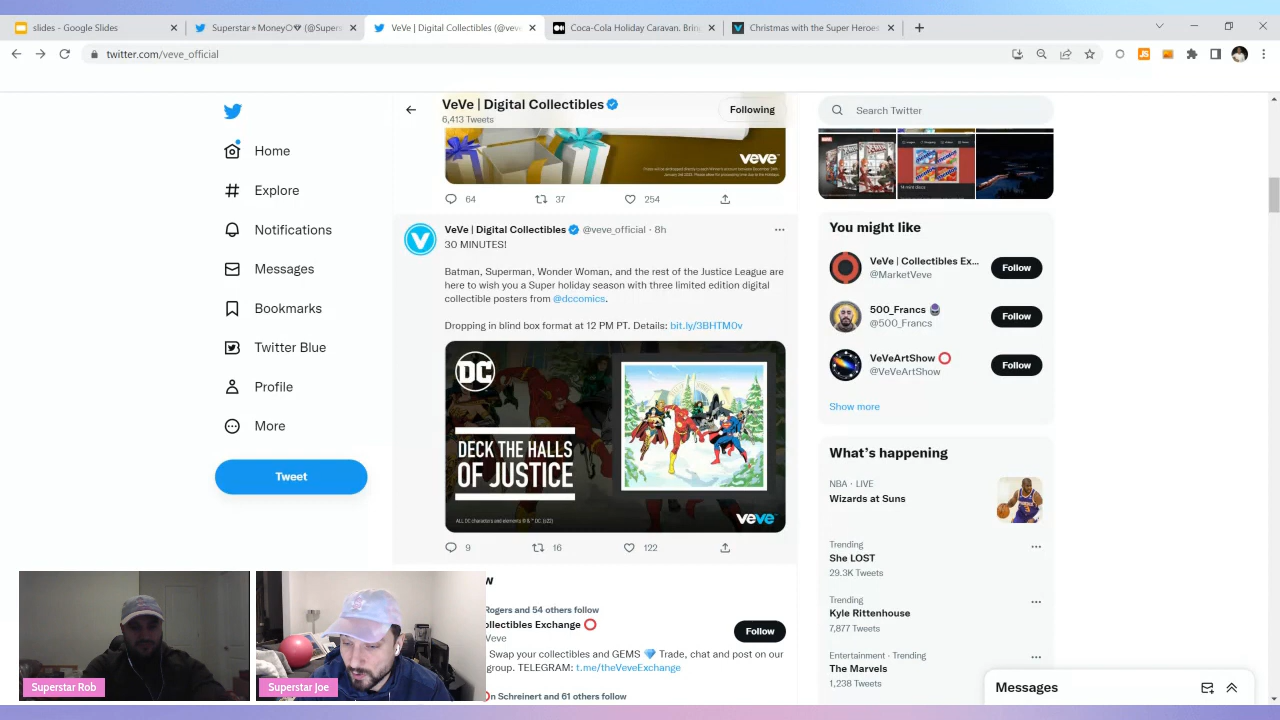 slides - Google Slides
VeVe | Digital Collectibles (@veve
Christmas with the Super Heroes
twitter.com/veve_official
VeVe | Digital Collectibles
6,413 Tweets
Following
Search Twitter
Home
Explore
Notifications
Messages
Bookmarks
Twitter Blue
Profile
More
Tweet
veve
64 37 254
VeVe | Digital Collectibles @veve_official · 8h
30 MINUTES!
Batman, Superman, Wonder Woman, and the rest of the Justice League are
here to wish you a Super holiday season with three limited edition digital
collectible posters from @dccomics.
Dropping in blind box format at 12 PM PT. Details: bit.ly/3BHTM0v
DC
DECK THE HALLS
OF JUSTICE
veve
9 16 122
Rogers and 54 others follow
ollectibles Exchange
Veve
Follow
Swap your collectibles and GEMS 💎 Trade, chat and post on our
group. TELEGRAM: t.me/theVeveExchange
n Schreinert and 61 others follow
You might like
VeVe | Collectibles Ex...
@MarketVeve
Follow
500_Francs
@500_Francs
Follow
VeVeArtShow
@VeVeArtShow
Follow
Show more
What's happening
NBA · LIVE
Wizards at Suns
Trending
She LOST
29.3K Tweets
Trending
Kyle Rittenhouse
7,877 Tweets
Entertainment · Trending
The Marvels
1,238 Tweets
Messages
Superstar Rob
Superstar Joe